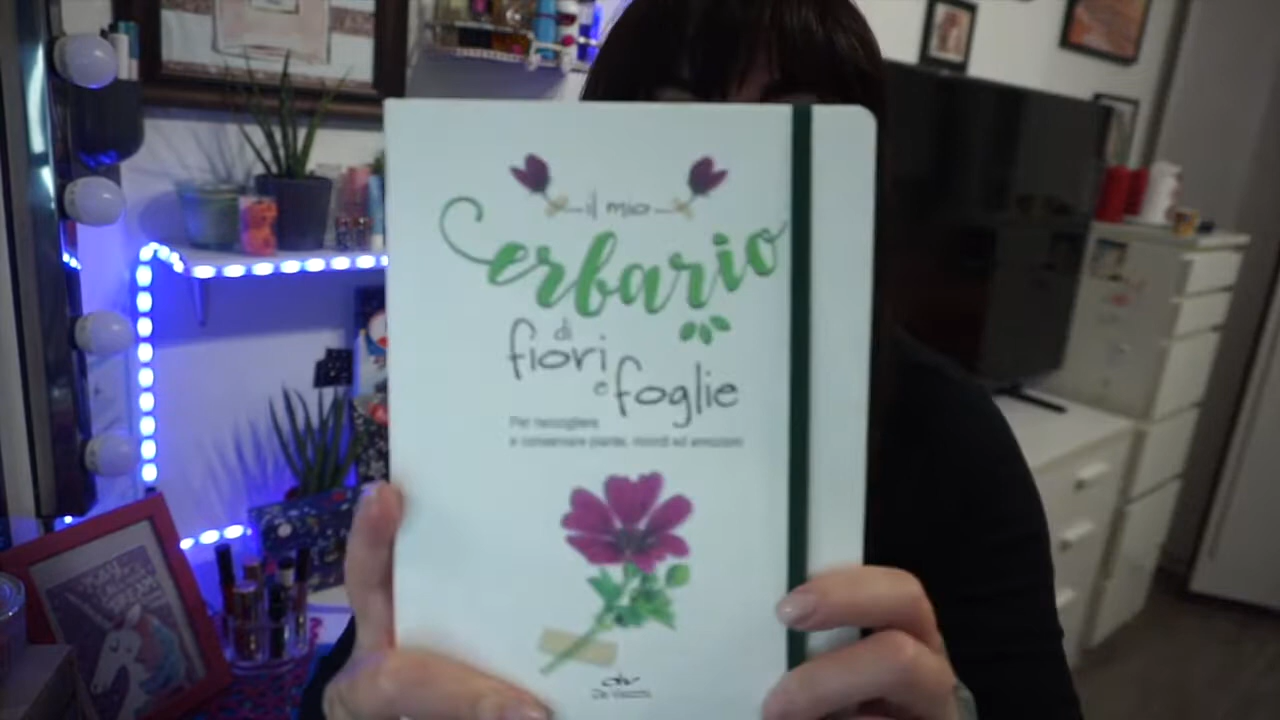 il mio
erbario
di
fiori
e foglie
Per raccogliere
e conservare piante, ricordi ed emozioni
De Vecchi